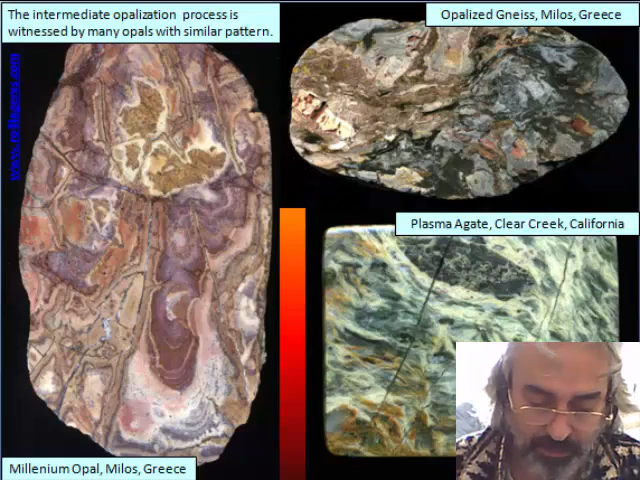 The intermediate opalization process is
witnessed by many opals with similar pattern.
Opalized Gneiss, Milos, Greece
Plasma Agate, Clear Creek, California
Millenium Opal, Milos, Greece